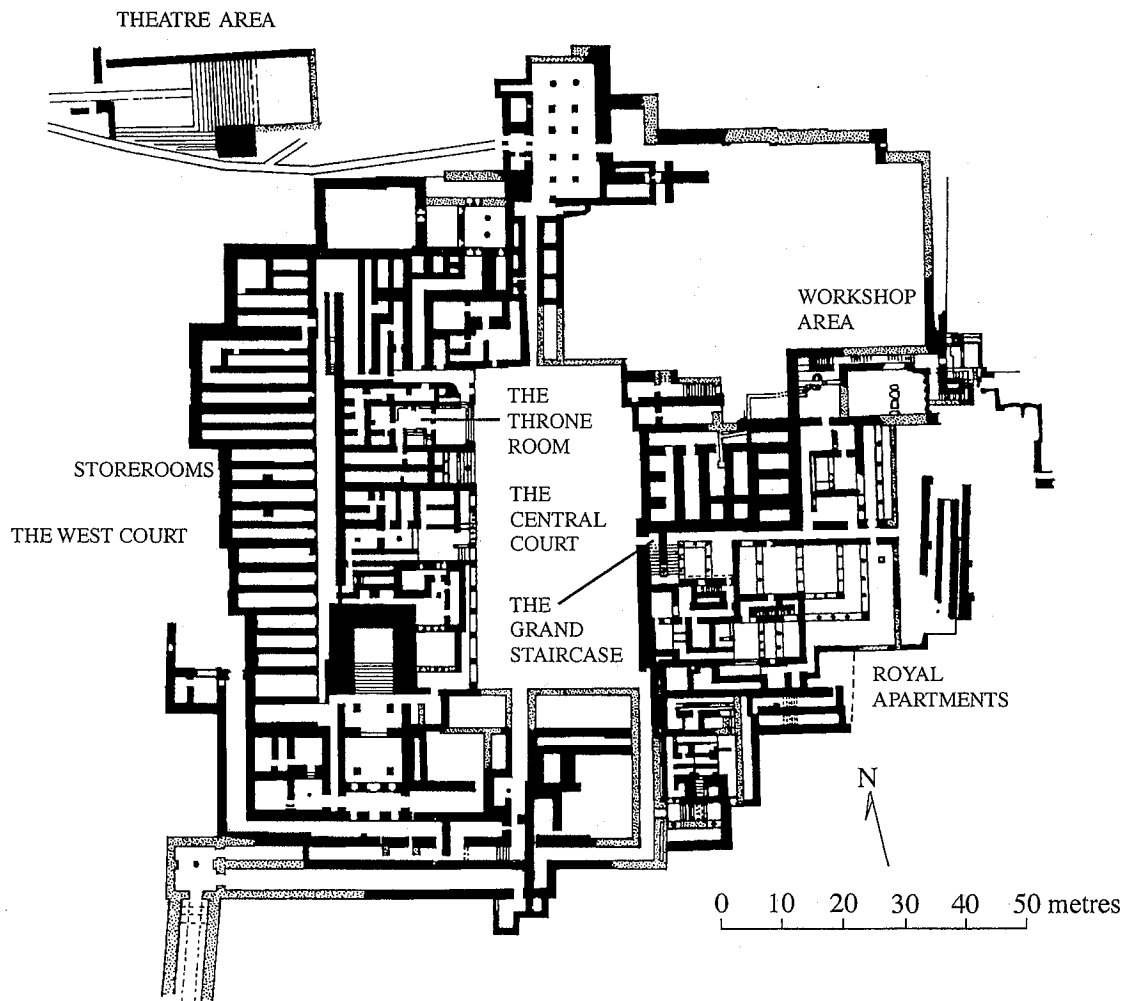 THEATRE AREA
WORKSHOP
AREA
THE
THRONE
ROOM
STOREROOMS
THE
CENTRAL
COURT
THE WEST COURT
THE
GRAND
STAIRCASE
ROYAL
APARTMENTS
N
0 10 20 30 40 50 metres